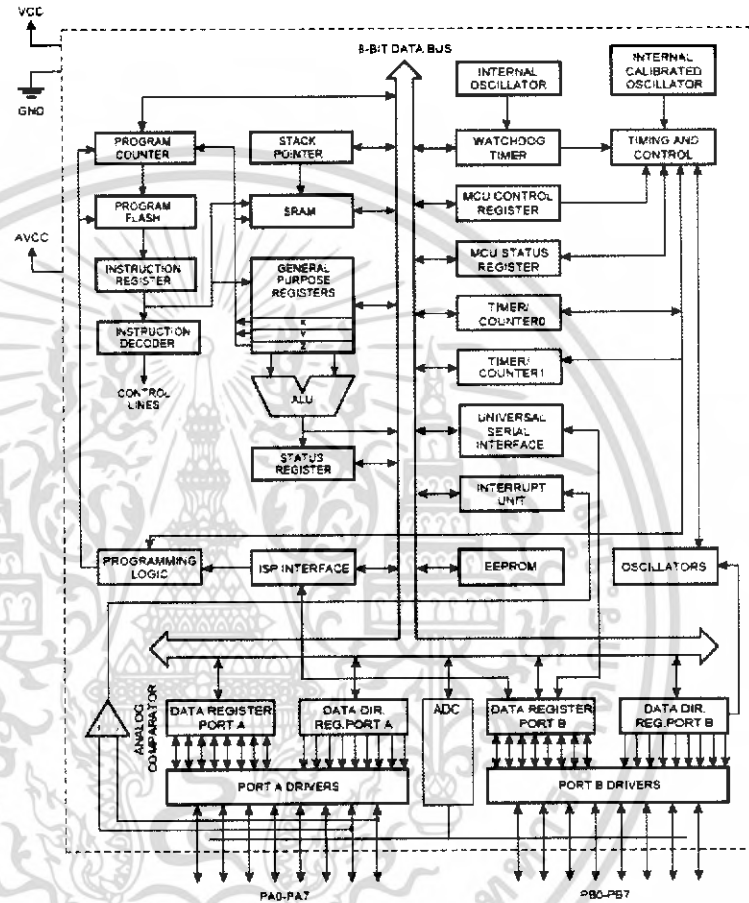 VCC
8-BIT DATA BUS
GND
INTERNAL
OSCILLATOR
INTERNAL
CALIBRATED
OSCILLATOR
PROGRAM
COUNTER
STACK
POINTER
WATCHDOG
TIMER
TIMING AND
CONTROL
PROGRAM
FLASH
SRAM
MCU CONTROL
REGISTER
AVCC
INSTRUCTION
REGISTER
GENERAL
PURPOSE
REGISTERS
MCU STATUS
REGISTER
X
Y
Z
INSTRUCTION
DECODER
TIMER/
COUNTER0
CONTROL
LINES
ALU
TIMER/
COUNTER1
STATUS
REGISTER
UNIVERSAL
SERIAL
INTERFACE
INTERRUPT
UNIT
PROGRAMMING
LOGIC
ISP INTERFACE
EEPROM
OSCILLATORS
ANALOG
COMPARATOR
DATA REGISTER
PORT A
DATA DIR.
REG.PORT A
ADC
DATA REGISTER
PORT B
DATA DIR.
REG.PORT B
PORT A DRIVERS
PORT B DRIVERS
PA0-PA7
PB0-PB7